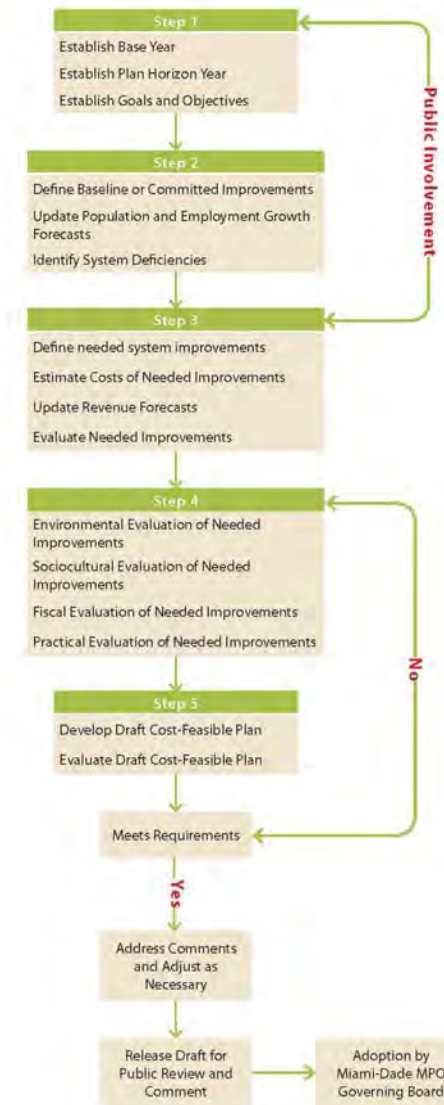 Step 1
Establish Base Year
Establish Plan Horizon Year
Establish Goals and Objectives
Public Involvement
Step 2
Define Baseline or Committed Improvements
Update Population and Employment Growth
Forecasts
Identify System Deficiencies
Step 3
Define needed system improvements
Estimate Costs of Needed Improvements
Update Revenue Forecasts
Evaluate Needed Improvements
Step 4
Environmental Evaluation of Needed
Improvements
Sociocultural Evaluation of Needed
Improvements
Fiscal Evaluation of Needed Improvements
Practical Evaluation of Needed Improvements
No
Step 5
Develop Draft Cost-Feasible Plan
Evaluate Draft Cost-Feasible Plan
Meets Requirements
Yes
Address Comments
and Adjust as
Necessary
Release Draft for
Public Review and
Comment
Adoption by
Miami-Dade MPO
Governing Board